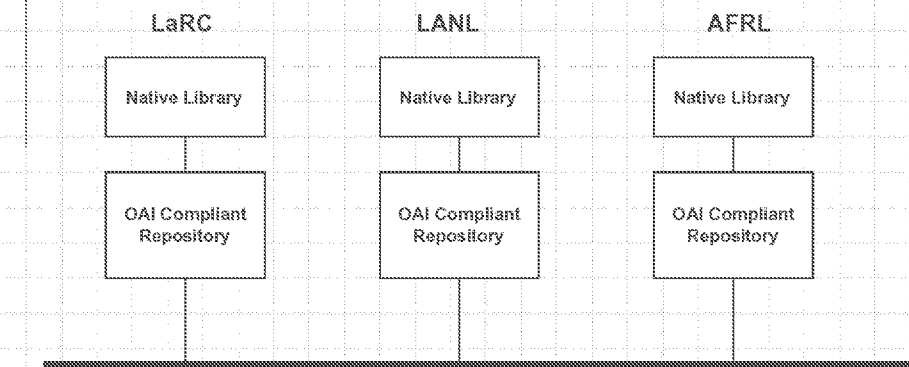 LaRC
LANL
AFRL
Native Library
Native Library
Native Library
OAI Compliant
Repository
OAI Compliant
Repository
OAI Compliant
Repository